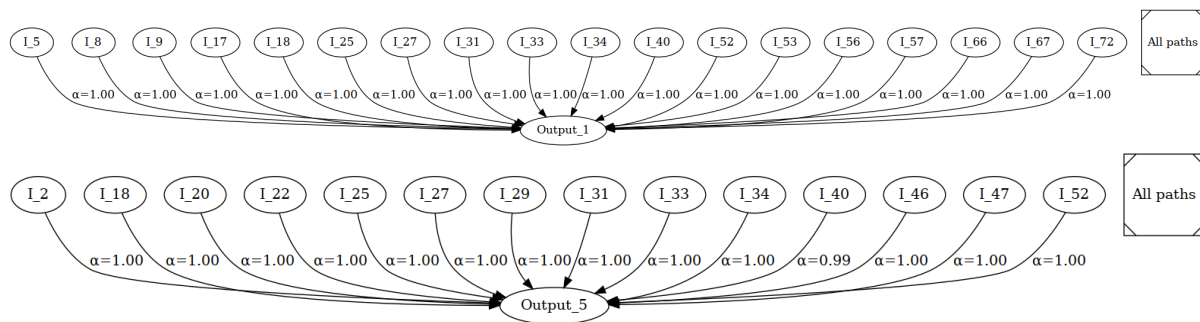 I_5 I_8 I_9 I_17 I_18 I_25 I_27 I_31 I_33 I_34 I_40 I_52 I_53 I_56 I_57 I_66 I_67 I_72 All paths
α=1.00 α=1.00 α=1.00 α=1.00 α=1.00 α=1.00 α=1.00 α=1.00 α=1.00 α=1.00 α=1.00 α=1.00 α=1.00 α=1.00 α=1.00 α=1.00 α=1.00 α=1.00
Output_1
I_2 I_18 I_20 I_22 I_25 I_27 I_29 I_31 I_33 I_34 I_40 I_46 I_47 I_52 All paths
α=1.00 α=1.00 α=1.00 α=1.00 α=1.00 α=1.00 α=1.00 α=1.00 α=1.00 α=1.00 α=0.99 α=1.00 α=1.00 α=1.00
Output_5